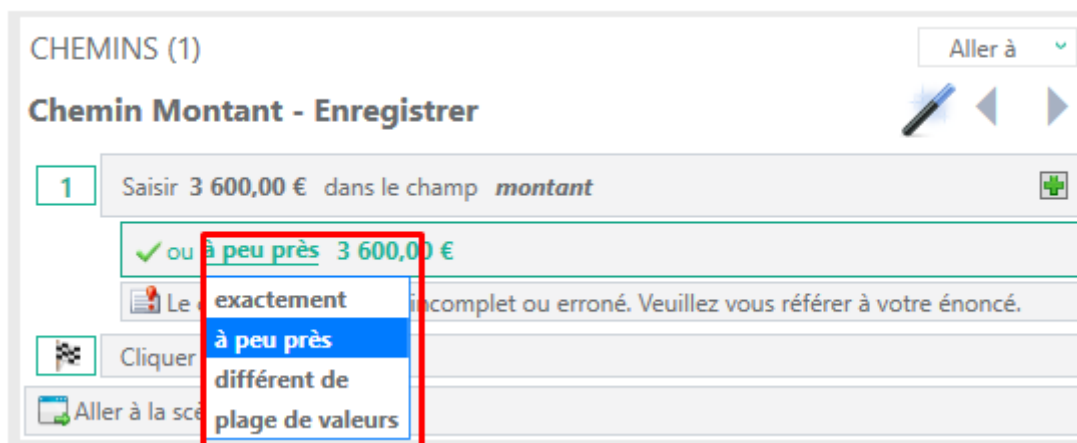 CHEMINS (1)
Aller à
Chemin Montant - Enregistrer
1 Saisir 3 600,00 € dans le champ montant
ou à peu près 3 600,00 €
exactement
Le incomplet ou erroné. Veuillez vous référer à votre énoncé.
à peu près
Cliquer
différent de
Aller à la scè
plage de valeurs